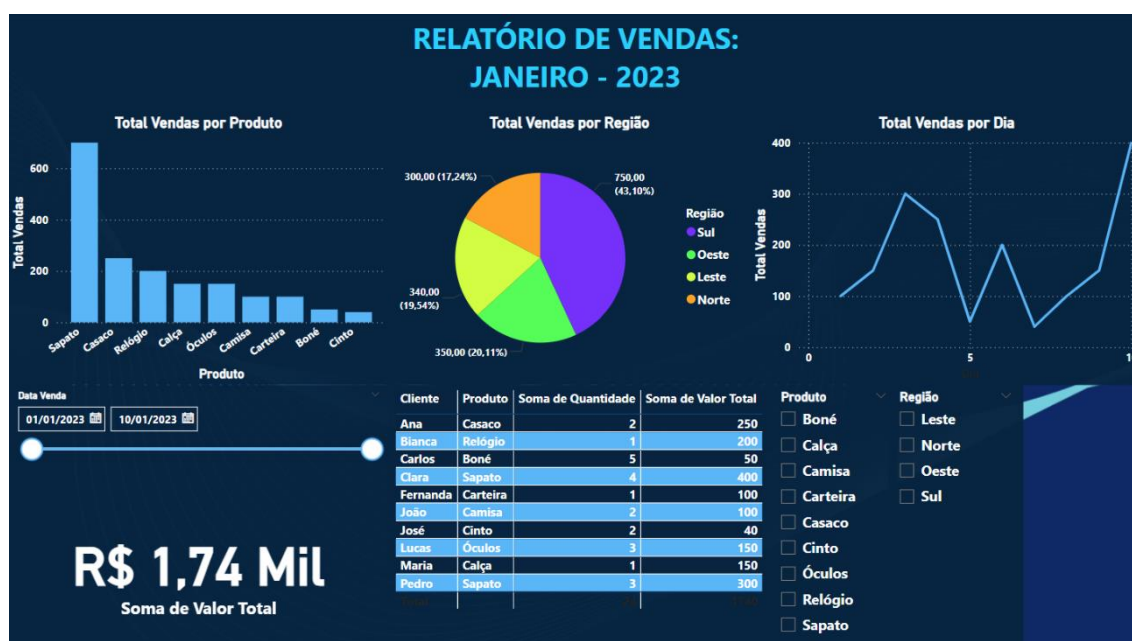 RELATÓRIO DE VENDAS:
JANEIRO - 2023
Total Vendas por Produto
Total Vendas
600
400
200
0
Sapato
Casaco
Relógio
Calça
Óculos
Camisa
Carteira
Boné
Cinto
Produto
Total Vendas por Região
300,00 (17,24%)
750,00
(43,10%)
340,00
(19,54%)
350,00 (20,11%)
Região
Sul
Oeste
Leste
Norte
Total Vendas por Dia
Total Vendas
400
300
200
100
0
0
5
Data Venda
01/01/2023
10/01/2023
R$ 1,74 Mil
Soma de Valor Total
Cliente Produto Soma de Quantidade Soma de Valor Total
Ana Casaco 2 250
Bianca Relógio 1 200
Carlos Boné 5 50
Clara Sapato 4 400
Fernanda Carteira 1 100
João Camisa 2 100
José Cinto 2 40
Lucas Óculos 3 150
Maria Calça 1 150
Pedro Sapato 3 300
Produto
Boné
Calça
Camisa
Carteira
Casaco
Cinto
Óculos
Relógio
Sapato
Região
Leste
Norte
Oeste
Sul